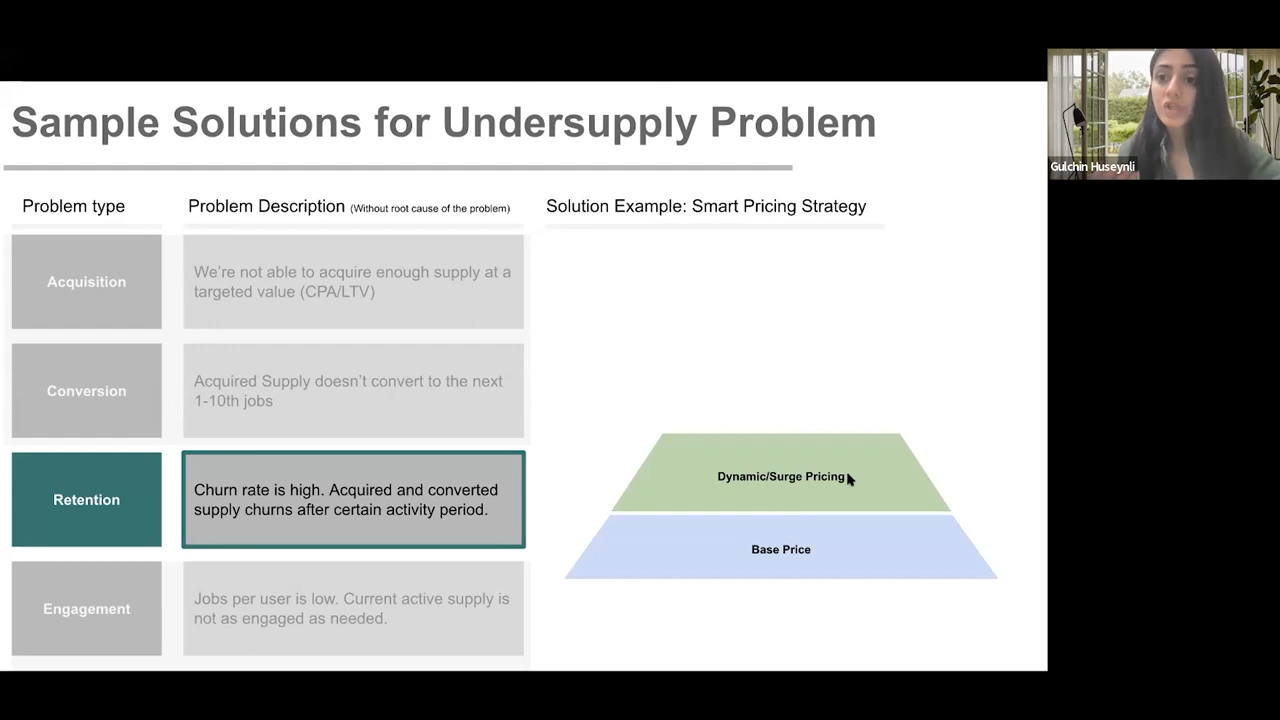 Sample Solutions for Undersupply Problem
Gulchin Huseynli
Problem type
Problem Description (Without root cause of the problem)
Solution Example: Smart Pricing Strategy
Acquisition
We’re not able to acquire enough supply at a
targeted value (CPA/LTV)
Conversion
Acquired Supply doesn’t convert to the next
1-10th jobs
Retention
Churn rate is high. Acquired and converted
supply churns after certain activity period.
Engagement
Jobs per user is low. Current active supply is
not as engaged as needed.
Dynamic/Surge Pricing
Base Price